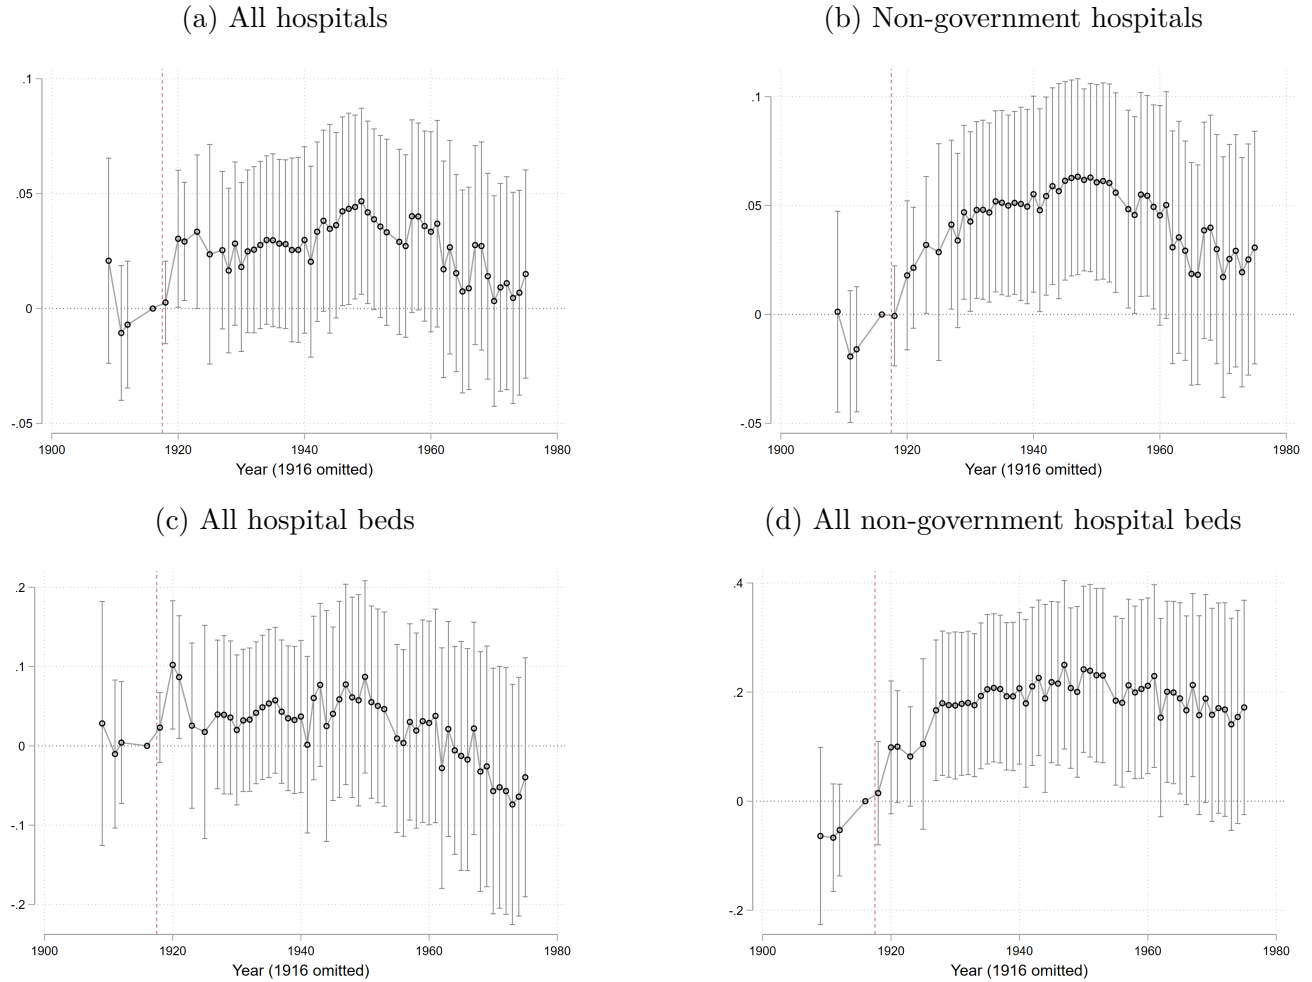 (a) All hospitals
.1
.05
0
-.05
1900 1920 1940 1960 1980
Year (1916 omitted)
(b) Non-government hospitals
.1
.05
0
-.05
1900 1920 1940 1960 1980
Year (1916 omitted)
(c) All hospital beds
.2
.1
0
-.1
-.2
1900 1920 1940 1960 1980
Year (1916 omitted)
(d) All non-government hospital beds
.4
.2
0
-.2
1900 1920 1940 1960 1980
Year (1916 omitted)